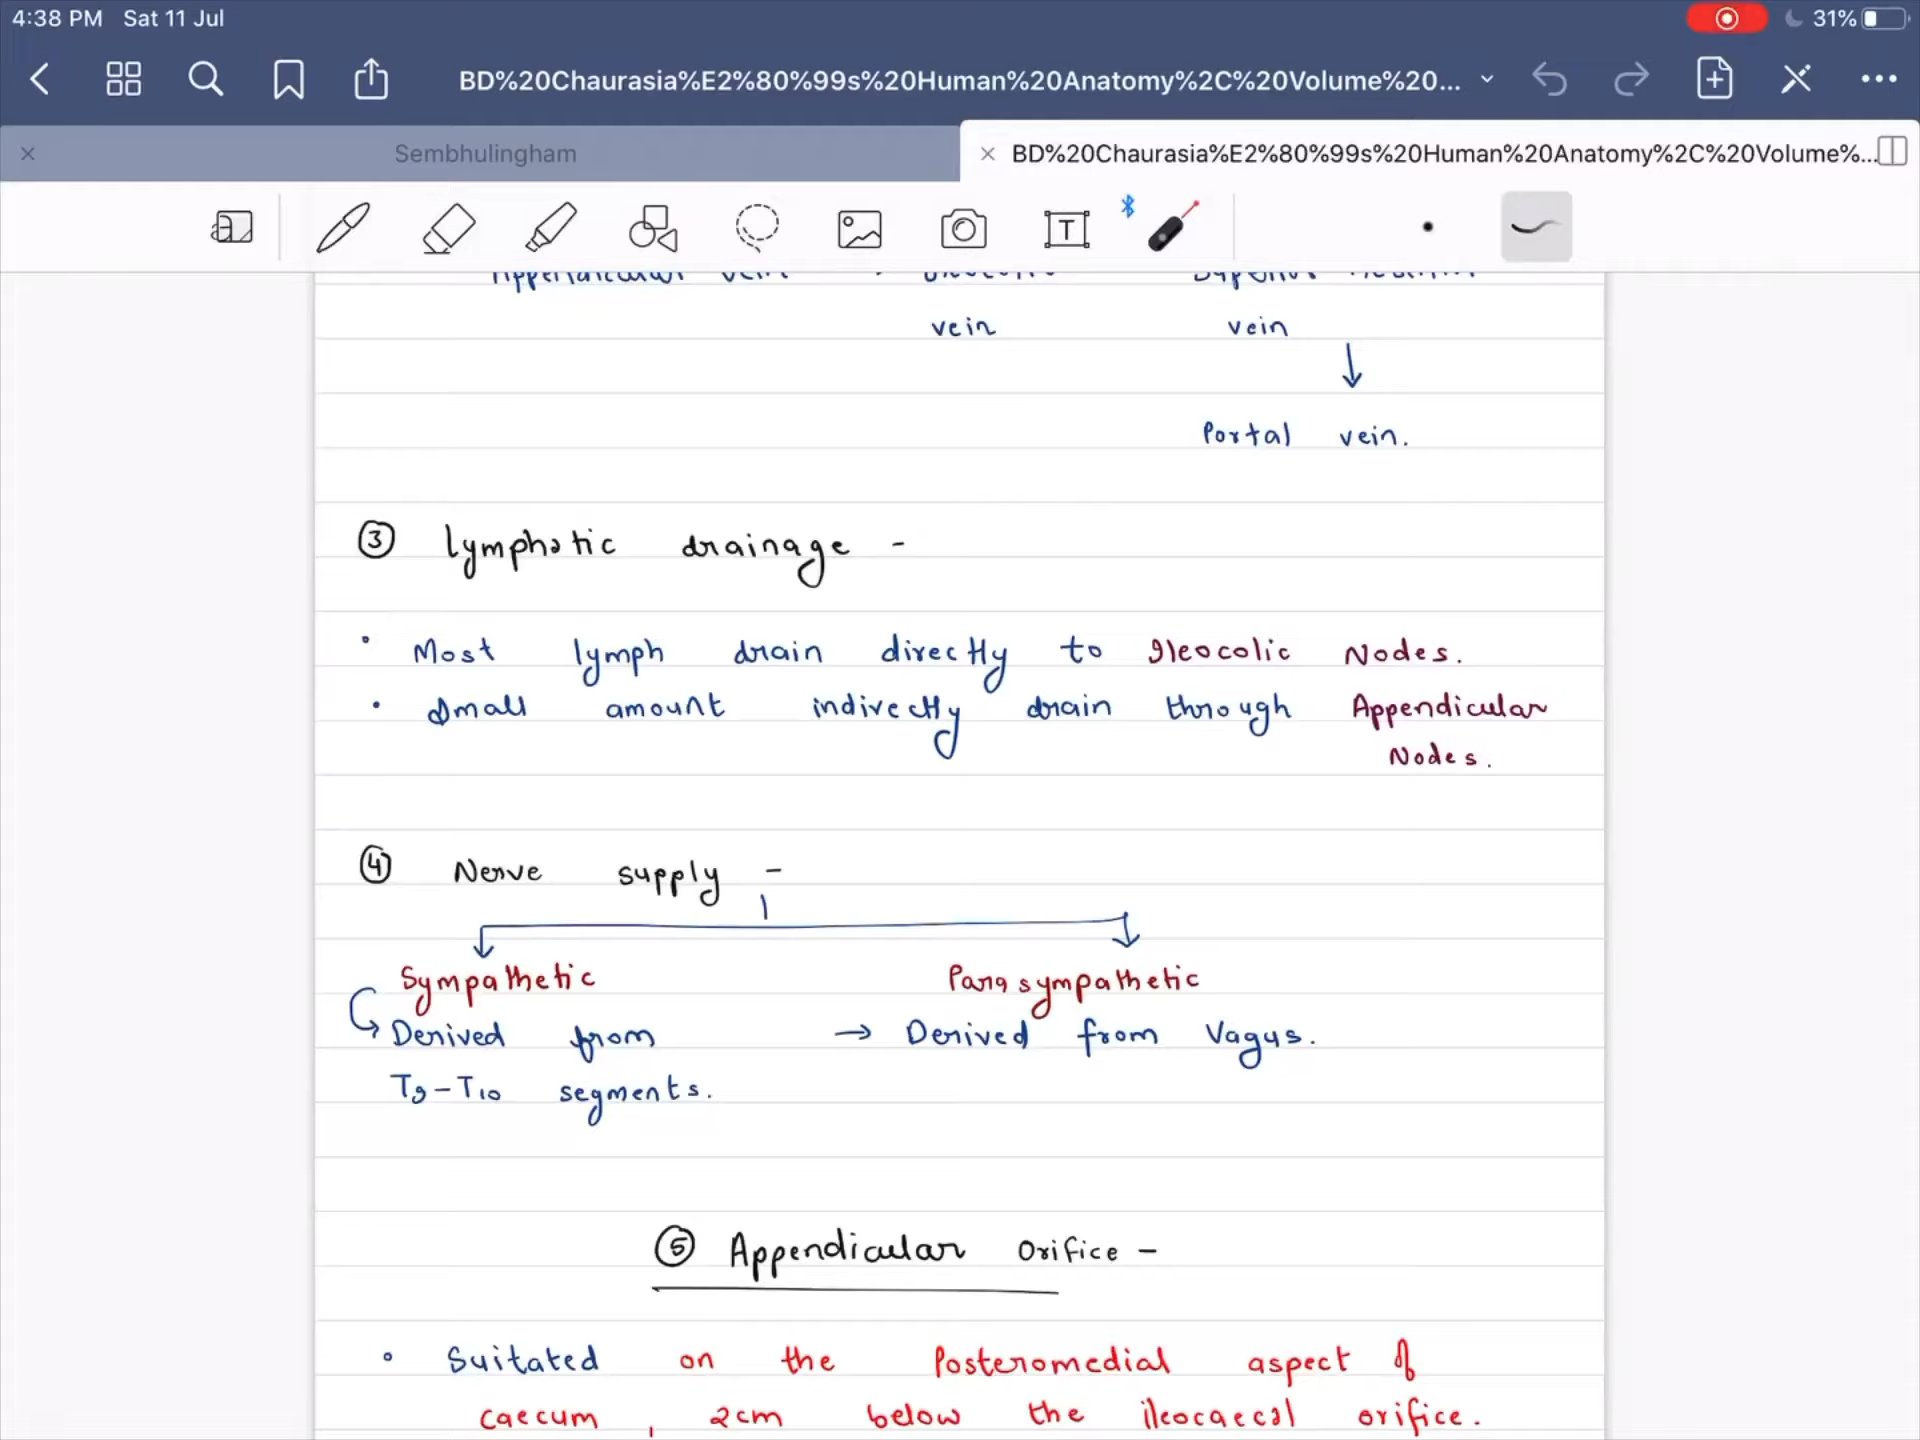 4:38 PM Sat 11 Jul
31%
BD%20Chaurasia%E2%80%99s%20Human%20Anatomy%2C%20Volume%20...
Sembhulingham
BD%20Chaurasia%E2%80%99s%20Human%20Anatomy%2C%20Volume%...
T
vein vein
Portal vein.
③ Lymphatic drainage -
• Most lymph drain directly to Ileocolic Nodes.
• Small amount indirectly drain through Appendicular
Nodes.
④ Nerve supply -
Sympathetic Parasympathetic
Derived from → Derived from Vagus.
T9-T10 segments.
⑤ Appendicular Orifice -
• Suitated on the Posteromedial aspect of
caecum, 2cm below the ileocaecal orifice.